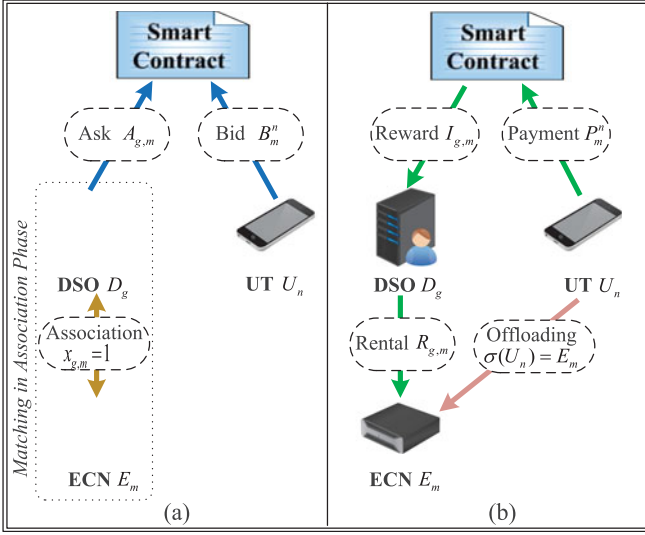 Smart
Contract
Ask A_{g,m}
Bid B_m^n
Matching in Association Phase
DSO D_g
UT U_n
Association
x_{g,m}=1
ECN E_m
(a)
Smart
Contract
Reward I_{g,m}
Payment P_m^n
DSO D_g
UT U_n
Rental R_{g,m}
Offloading
σ(U_n) = E_m
ECN E_m
(b)